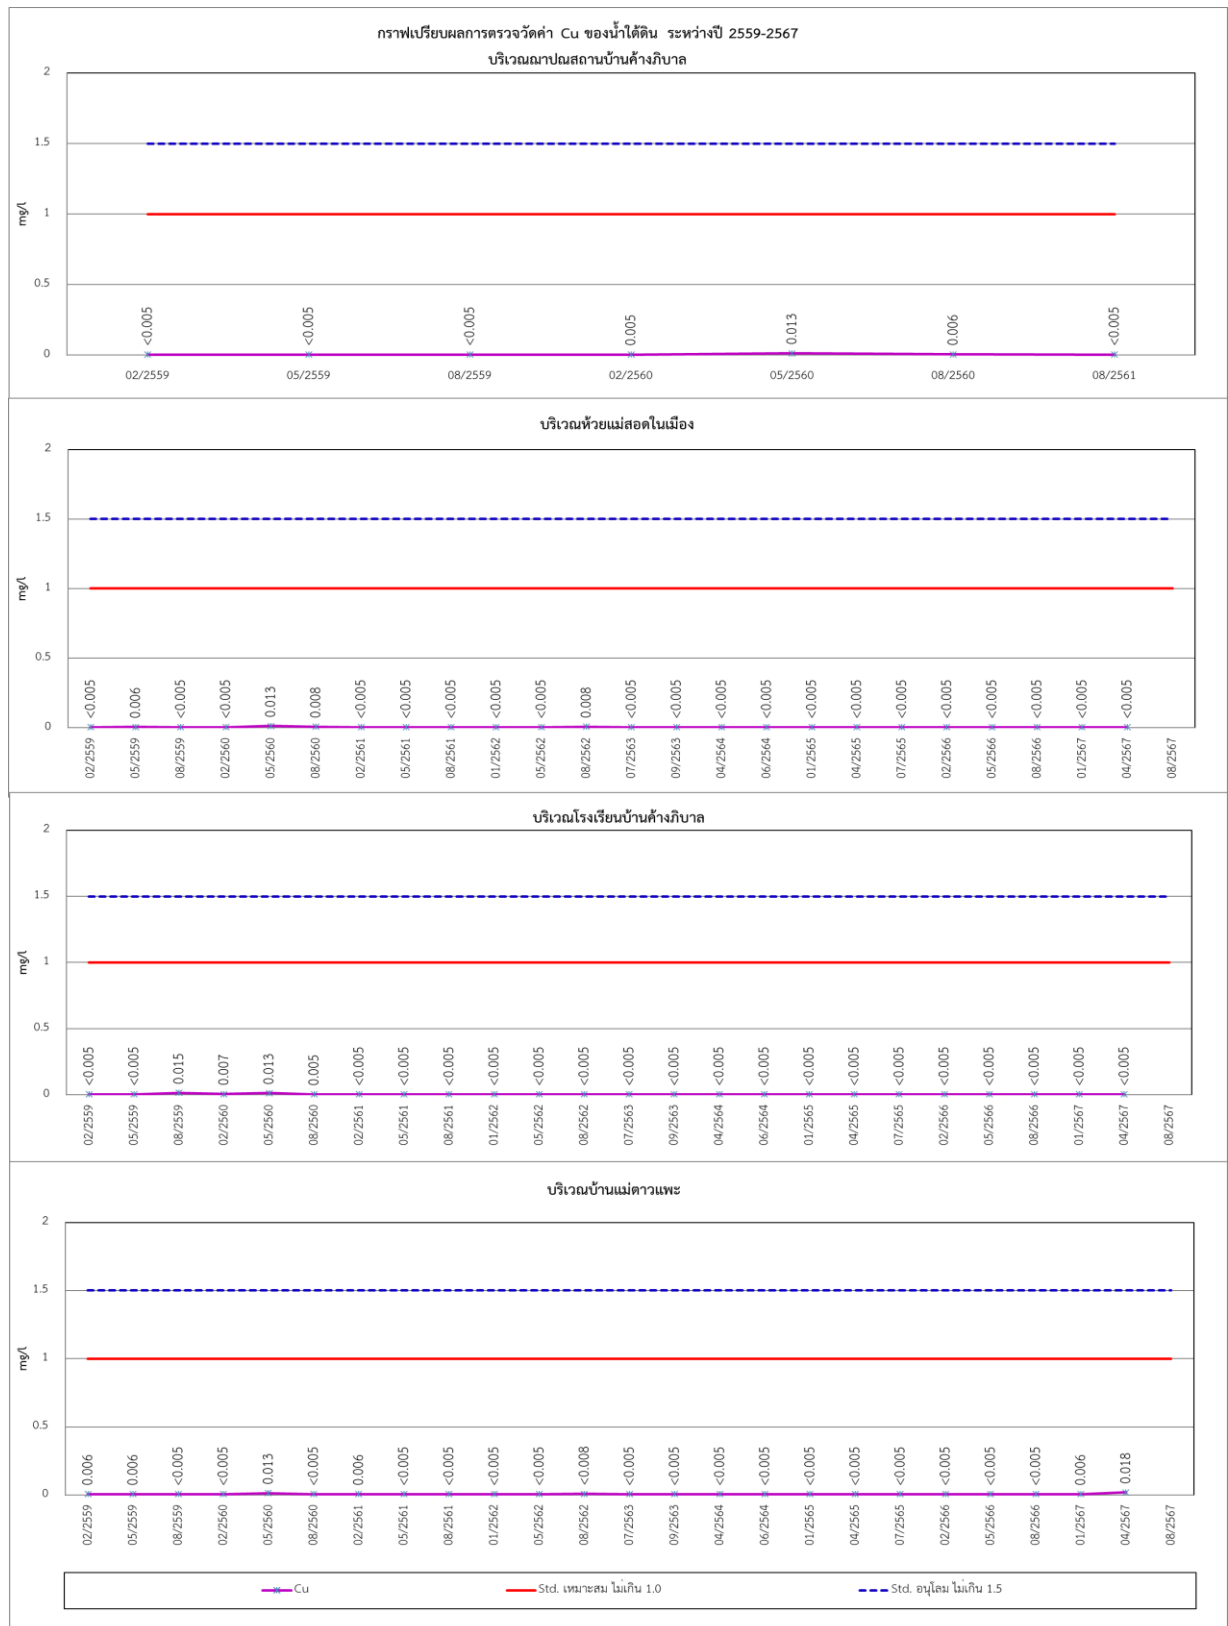 กราฟเปรียบผลการตรวจวัดค่า Cu ของน้ำใต้ดิน ระหว่างปี 2559-2567
บริเวณฌาปณสถานบ้านค้างภิบาล
2
1.5
1
0.5
0
mg/l
<0.005 <0.005 <0.005 0.005 0.013 0.006 <0.005
02/2559 05/2559 08/2559 02/2560 05/2560 08/2560 08/2561
บริเวณห้วยแม่สอดในเมือง
2
1.5
1
0.5
0
mg/l
<0.005 0.006 <0.005 <0.005 0.013 0.008 <0.005 <0.005 <0.005 <0.005 <0.005 0.008 <0.005 <0.005 <0.005 <0.005 <0.005 <0.005 <0.005 <0.005 <0.005 <0.005 <0.005 <0.005
02/2559 05/2559 08/2559 02/2560 05/2560 08/2560 02/2561 05/2561 08/2561 01/2562 05/2562 08/2562 07/2563 09/2563 04/2564 06/2564 01/2565 04/2565 07/2565 02/2566 05/2566 08/2566 01/2567 04/2567 08/2567
บริเวณโรงเรียนบ้านค้างภิบาล
2
1.5
1
0.5
0
mg/l
<0.005 <0.005 0.015 0.007 0.013 0.005 <0.005 <0.005 <0.005 <0.005 <0.005 <0.005 <0.005 <0.005 <0.005 <0.005 <0.005 <0.005 <0.005 <0.005 <0.005 <0.005 <0.005 <0.005
02/2559 05/2559 08/2559 02/2560 05/2560 08/2560 02/2561 05/2561 08/2561 01/2562 05/2562 08/2562 07/2563 09/2563 04/2564 06/2564 01/2565 04/2565 07/2565 02/2566 05/2566 08/2566 01/2567 04/2567 08/2567
บริเวณบ้านแม่ตาวแพะ
2
1.5
1
0.5
0
mg/l
0.006 0.006 <0.005 <0.005 0.013 <0.005 0.006 <0.005 <0.005 <0.005 <0.005 <0.008 <0.005 <0.005 <0.005 <0.005 <0.005 <0.005 <0.005 <0.005 <0.005 <0.005 0.006 0.018
02/2559 05/2559 08/2559 02/2560 05/2560 08/2560 02/2561 05/2561 08/2561 01/2562 05/2562 08/2562 07/2563 09/2563 04/2564 06/2564 01/2565 04/2565 07/2565 02/2566 05/2566 08/2566 01/2567 04/2567 08/2567
Cu Std. เหมาะสม ไม่เกิน 1.0 Std. อนุโลม ไม่เกิน 1.5